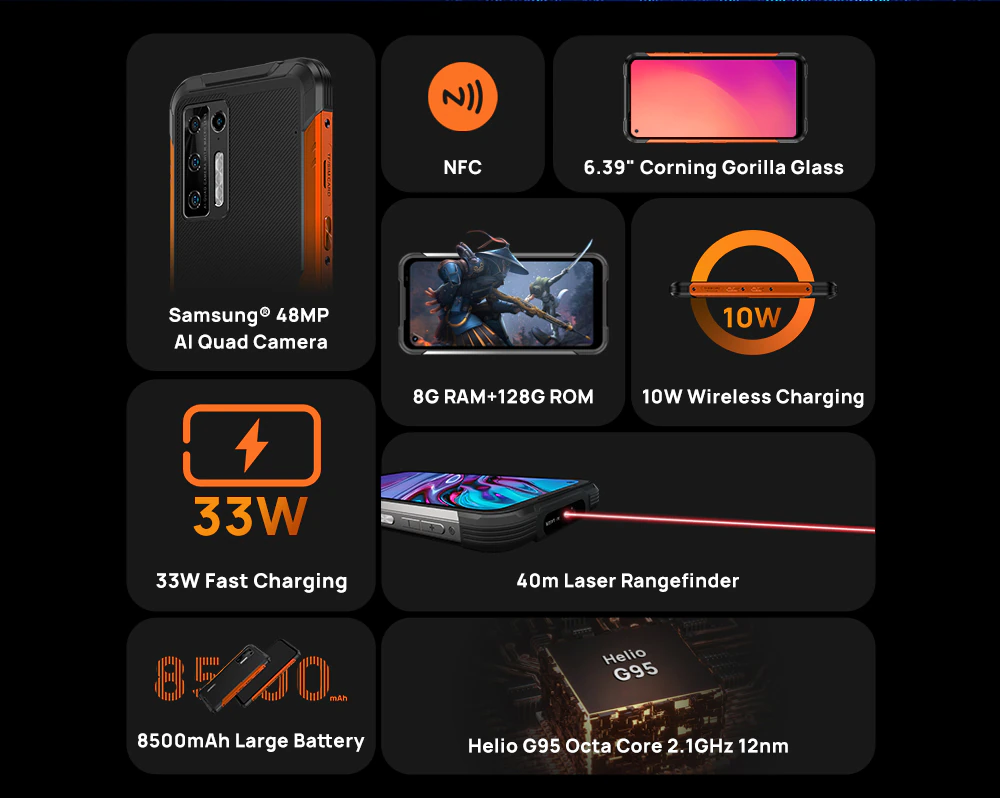 Samsung® 48MP
AI Quad Camera
NFC
6.39" Corning Gorilla Glass
8G RAM+128G ROM
10W
10W Wireless Charging
33W
33W Fast Charging
40m Laser Rangefinder
mAh
8500mAh Large Battery
Helio
G95
Helio G95 Octa Core 2.1GHz 12nm